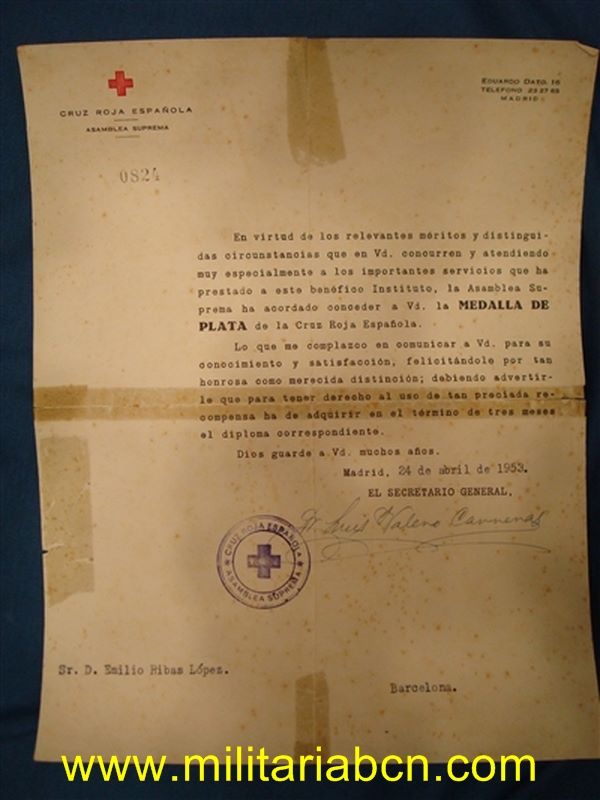 CRUZ ROJA ESPAÑOLA
ASAMBLEA SUPREMA
EDUARDO DATO, 16
TELEFONO 23 27 63
MADRID
0824
En virtud de los relevantes méritos y distingui-
das circunstancias que en Vd. concurren y atendiendo
muy especialmente a los importantes servicios que ha
prestado a este benéfico Instituto, la Asamblea Su-
prema ha acordado conceder a Vd. la MEDALLA DE
PLATA de la Cruz Roja Española.
Lo que me complazco en comunicar a Vd. para su
conocimiento y satisfacción, felicitándole por tan
honrosa como merecida distinción; debiendo advertir-
le que para tener derecho al uso de tan preciada re-
compensa ha de adquirir en el término de tres meses
el diploma correspondiente.
Dios guarde a Vd. muchos años.
Madrid, 24 de abril de 1953.
EL SECRETARIO GENERAL,
Luis Valero Carreras
CRUZ ROJA ESPAÑOLA
ASAMBLEA SUPREMA
Sr. D. Emilio Ribas López.
Barcelona.
www.militariabcn.com